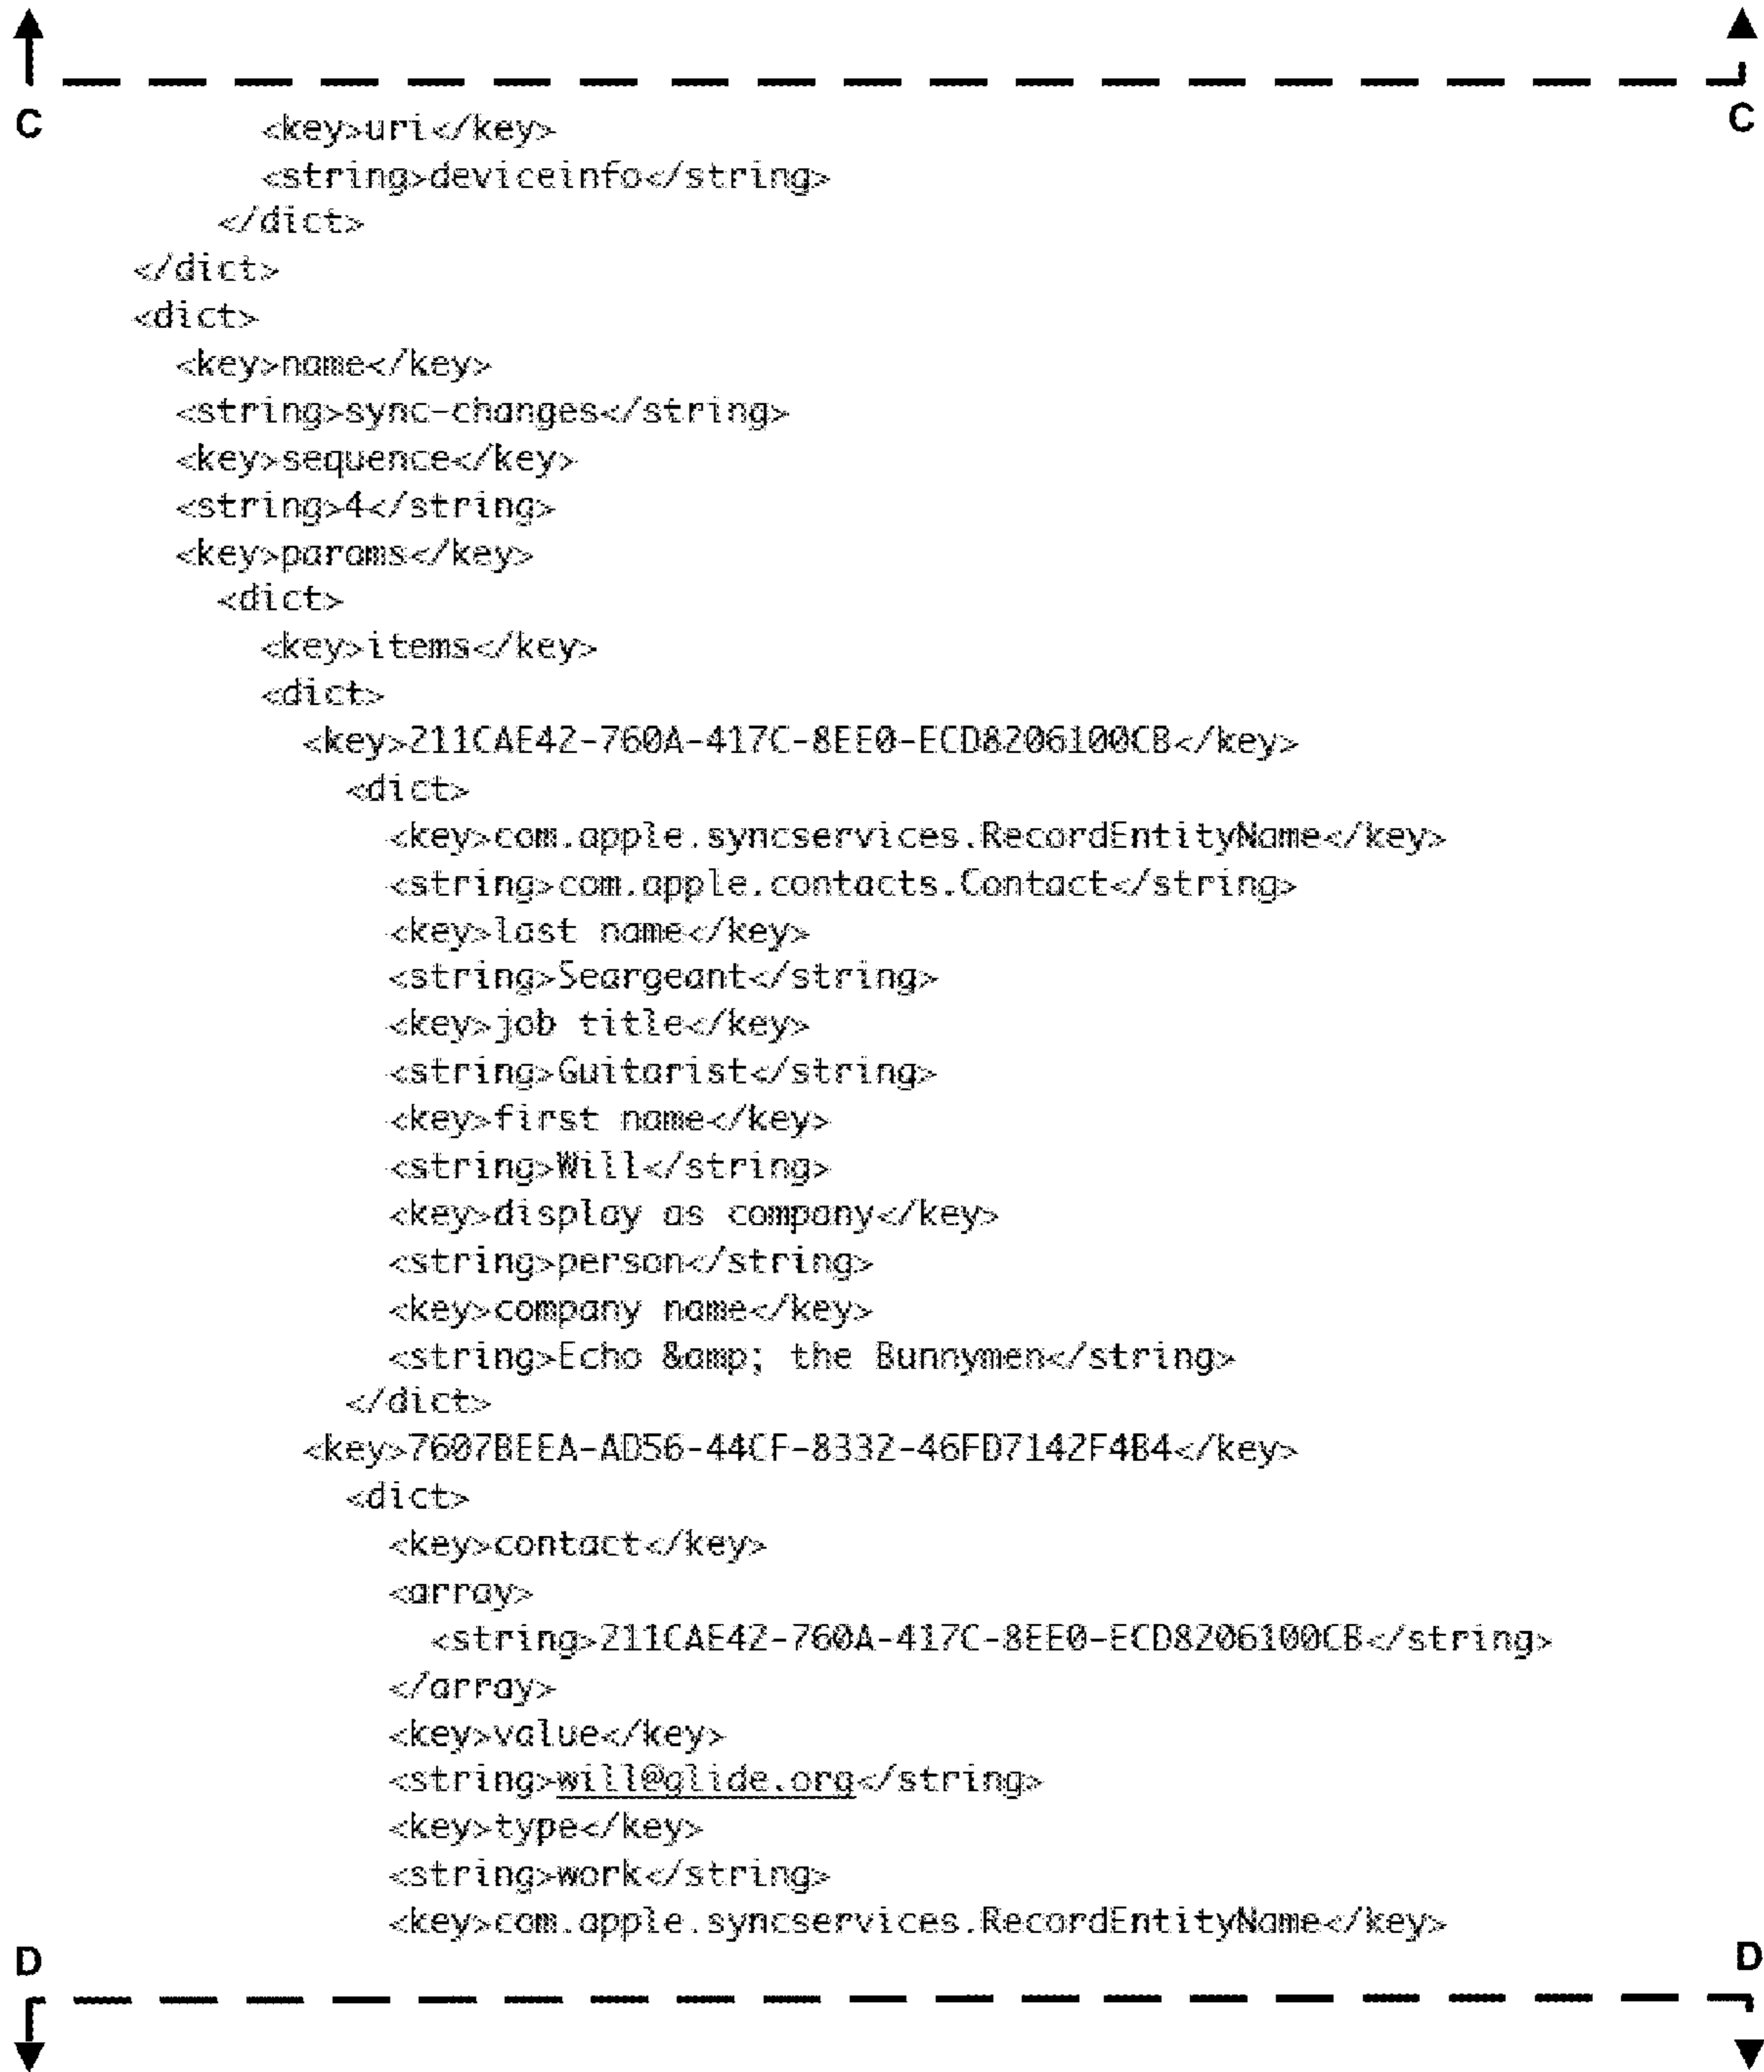 C C
<key>uri</key>
<string>deviceinfo</string>
</dict>
</dict>
<dict>
<key>name</key>
<string>sync-changes</string>
<key>sequence</key>
<string>4</string>
<key>params</key>
<dict>
<key>items</key>
<dict>
<key>211CAE42-760A-417C-8EE0-ECD8206100CB</key>
<dict>
<key>com.apple.syncservices.RecordEntityName</key>
<string>com.apple.contacts.Contact</string>
<key>last name</key>
<string>Seargeant</string>
<key>job title</key>
<string>Guitarist</string>
<key>first name</key>
<string>Will</string>
<key>display as company</key>
<string>person</string>
<key>company name</key>
<string>Echo &amp; the Bunnymen</string>
</dict>
<key>7607BEEA-AD56-44CF-8332-46FD7142F4B4</key>
<dict>
<key>contact</key>
<array>
<string>211CAE42-760A-417C-8EE0-ECD8206100CB</string>
</array>
<key>value</key>
<string>will@glide.org</string>
<key>type</key>
<string>work</string>
<key>com.apple.syncservices.RecordEntityName</key>
D D